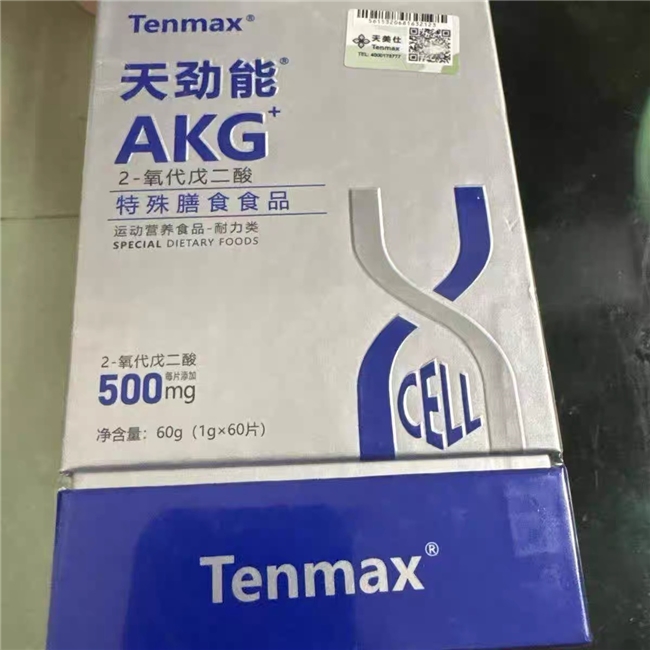 Tenmax®
天美仕
Tenmax
TEL: 4000178777
天劲能®
AKG+
2-氧代戊二酸
特殊膳食食品
运动营养食品-耐力类
SPECIAL DIETARY FOODS
2-氧代戊二酸
500mg
每片添加
净含量：60g（1g×60片）
CELL
Tenmax®